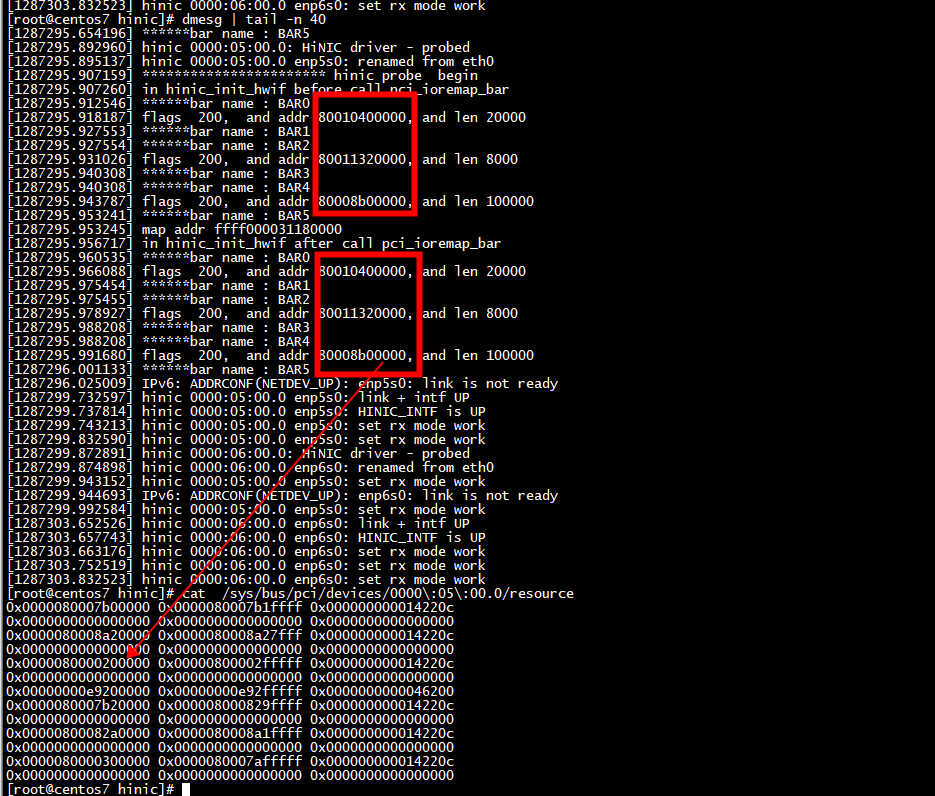 [1287303.832523] hinic 0000:06:00.0 enp6s0: set rx mode work
[root@centos7 hinic]# dmesg | tail -n 40
[1287295.654196] ******bar name : BAR5
[1287295.892960] hinic 0000:05:00.0: HiNIC driver - probed
[1287295.895137] hinic 0000:05:00.0 enp5s0: renamed from eth0
[1287295.907159] *********************** hinic probe  begin
[1287295.907260] in hinic_init_hwif before call pci_ioremap_bar
[1287295.912546] ******bar name : BAR0
[1287295.918187] flags  200,  and addr 80010400000, and len 20000
[1287295.927553] ******bar name : BAR1
[1287295.927554] ******bar name : BAR2
[1287295.931026] flags  200,  and addr 80011320000, and len 8000
[1287295.940308] ******bar name : BAR3
[1287295.940308] ******bar name : BAR4
[1287295.943787] flags  200,  and addr 80008b00000, and len 100000
[1287295.953241] ******bar name : BAR5
[1287295.953245] map addr ffff000031180000
[1287295.956717] in hinic_init_hwif after call pci_ioremap_bar
[1287295.960535] ******bar name : BAR0
[1287295.966088] flags  200,  and addr 80010400000, and len 20000
[1287295.975454] ******bar name : BAR1
[1287295.975455] ******bar name : BAR2
[1287295.978927] flags  200,  and addr 80011320000, and len 8000
[1287295.988208] ******bar name : BAR3
[1287295.988208] ******bar name : BAR4
[1287295.991680] flags  200,  and addr 80008b00000, and len 100000
[1287296.001133] ******bar name : BAR5
[1287296.025009] IPv6: ADDRCONF(NETDEV_UP): enp5s0: link is not ready
[1287299.732597] hinic 0000:05:00.0 enp5s0: link + intf UP
[1287299.737814] hinic 0000:05:00.0 enp5s0: HINIC_INTF is UP
[1287299.743213] hinic 0000:05:00.0 enp5s0: set rx mode work
[1287299.832590] hinic 0000:05:00.0 enp5s0: set rx mode work
[1287299.872891] hinic 0000:06:00.0: HiNIC driver - probed
[1287299.874898] hinic 0000:06:00.0 enp6s0: renamed from eth0
[1287299.943152] hinic 0000:05:00.0 enp5s0: set rx mode work
[1287299.944693] IPv6: ADDRCONF(NETDEV_UP): enp6s0: link is not ready
[1287299.992584] hinic 0000:05:00.0 enp5s0: set rx mode work
[1287303.652526] hinic 0000:06:00.0 enp6s0: link + intf UP
[1287303.657743] hinic 0000:06:00.0 enp6s0: HINIC_INTF is UP
[1287303.663176] hinic 0000:06:00.0 enp6s0: set rx mode work
[1287303.752519] hinic 0000:06:00.0 enp6s0: set rx mode work
[1287303.832523] hinic 0000:06:00.0 enp6s0: set rx mode work
[root@centos7 hinic]# cat  /sys/bus/pci/devices/0000\:05\:00.0/resource
0x0000080007b00000 0x0000080007b1ffff 0x000000000014220c
0x0000000000000000 0x0000000000000000 0x0000000000000000
0x0000080008a20000 0x0000080008a27fff 0x000000000014220c
0x0000000000000000 0x0000000000000000 0x0000000000000000
0x0000080000200000 0x00000800002fffff 0x000000000014220c
0x0000000000000000 0x0000000000000000 0x0000000000000000
0x00000000e9200000 0x00000000e92fffff 0x0000000000046200
0x0000080007b20000 0x000008000829ffff 0x000000000014220c
0x0000000000000000 0x0000000000000000 0x0000000000000000
0x00000800082a0000 0x0000080008a1ffff 0x000000000014220c
0x0000000000000000 0x0000000000000000 0x0000000000000000
0x0000080000300000 0x0000080007afffff 0x000000000014220c
0x0000000000000000 0x0000000000000000 0x0000000000000000
[root@centos7 hinic]#